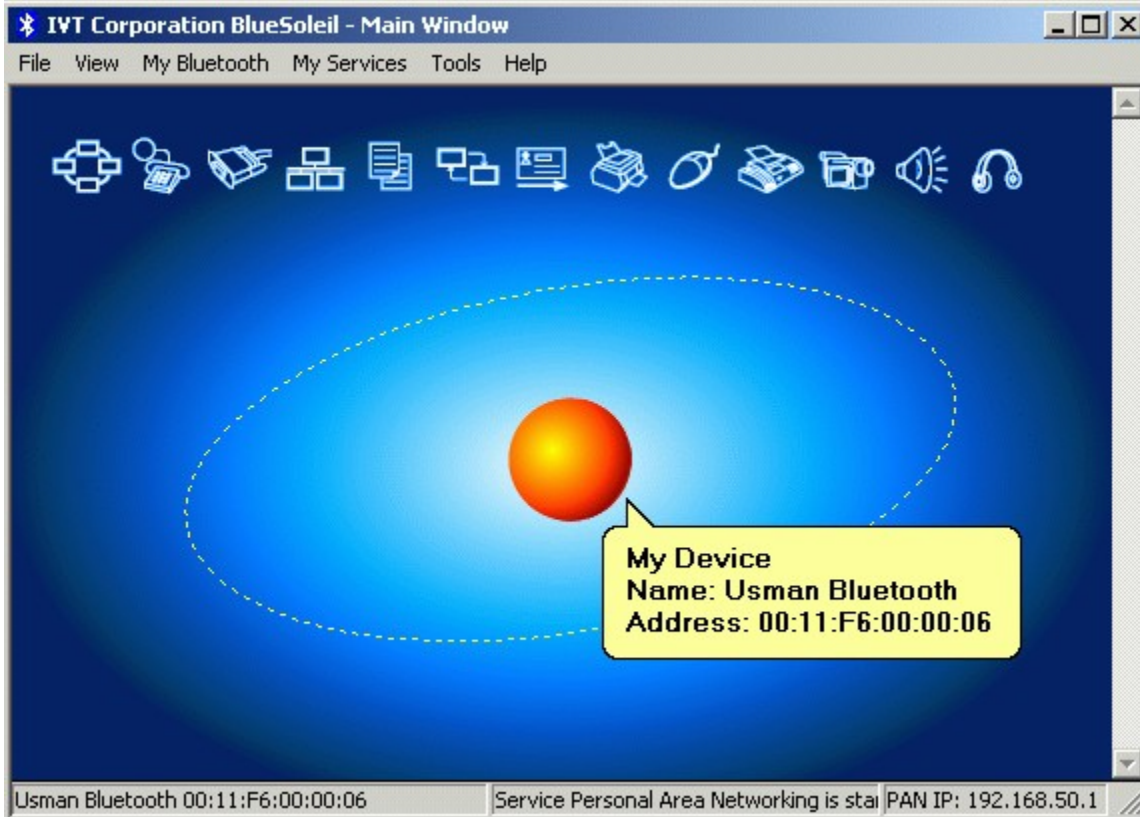 IVT Corporation BlueSoleil - Main Window
File View My Bluetooth My Services Tools Help
My Device
Name: Usman Bluetooth
Address: 00:11:F6:00:00:06
Usman Bluetooth 00:11:F6:00:00:06 Service Personal Area Networking is star PAN IP: 192.168.50.1